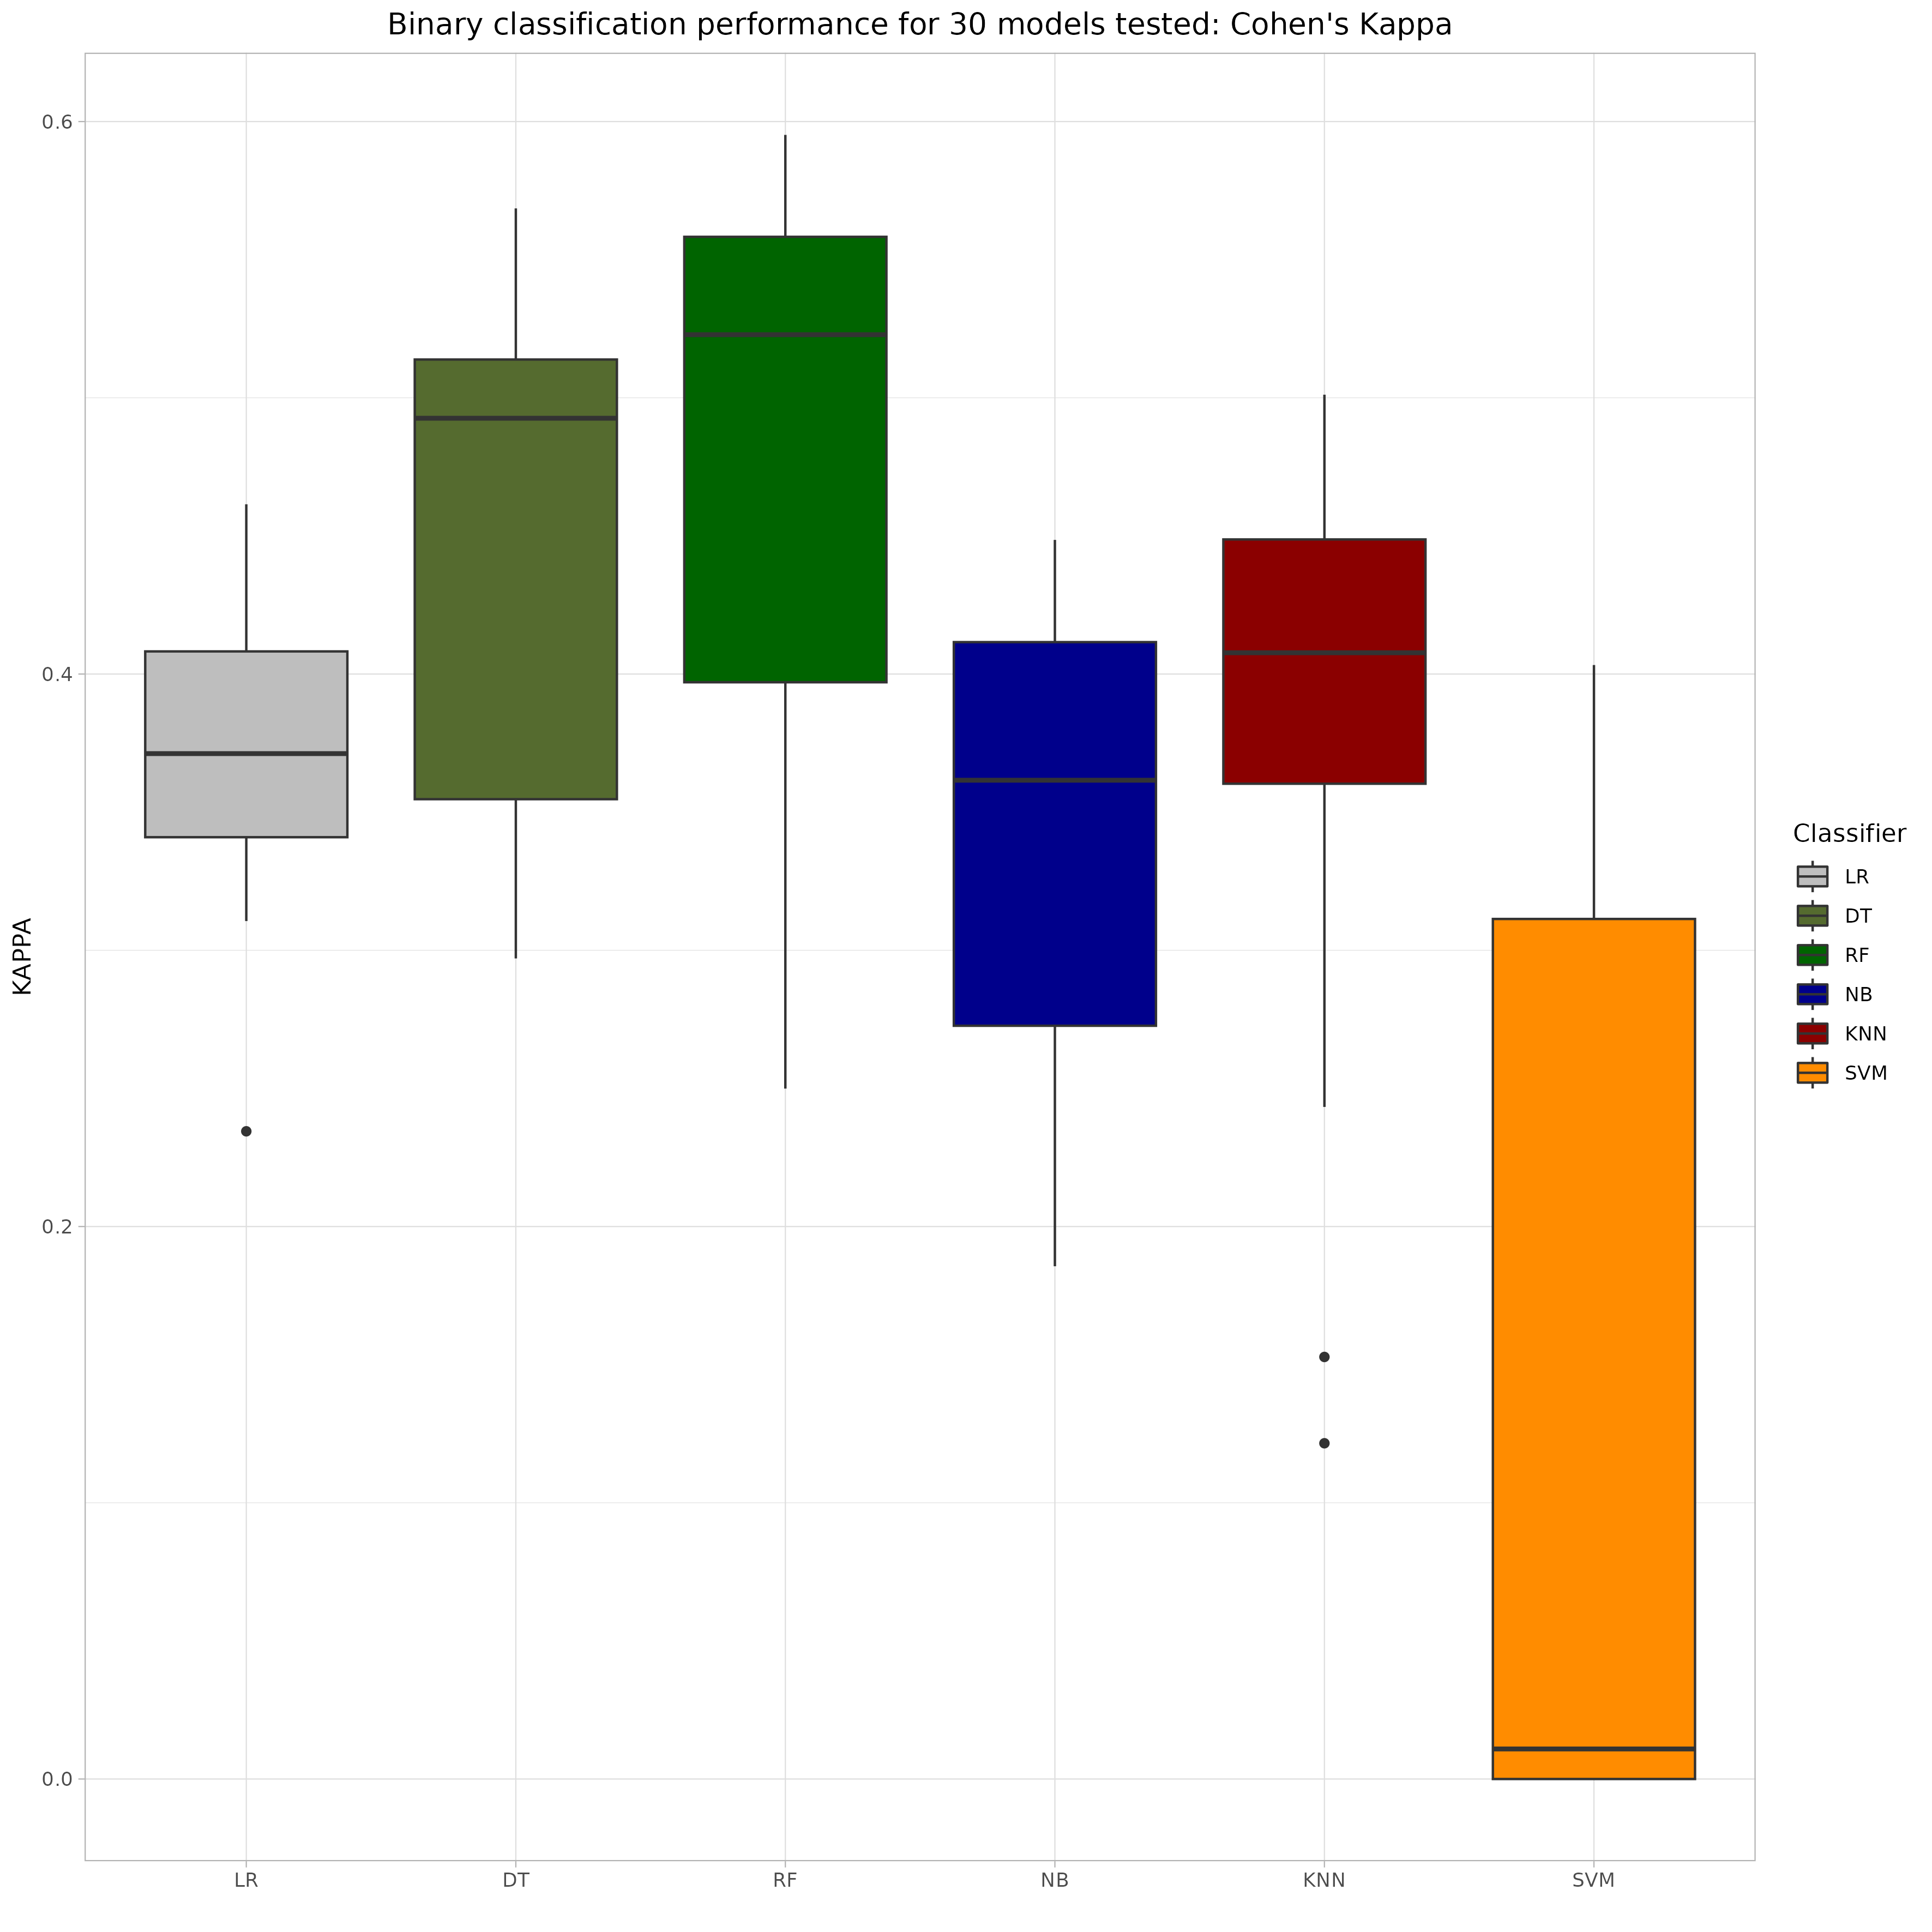 Binary classification performance for 30 models tested: Cohen's Kappa
KAPPA
0.6
0.4
0.2
0.0
LR
DT
RF
NB
KNN
SVM
Classifier
LR
DT
RF
NB
KNN
SVM